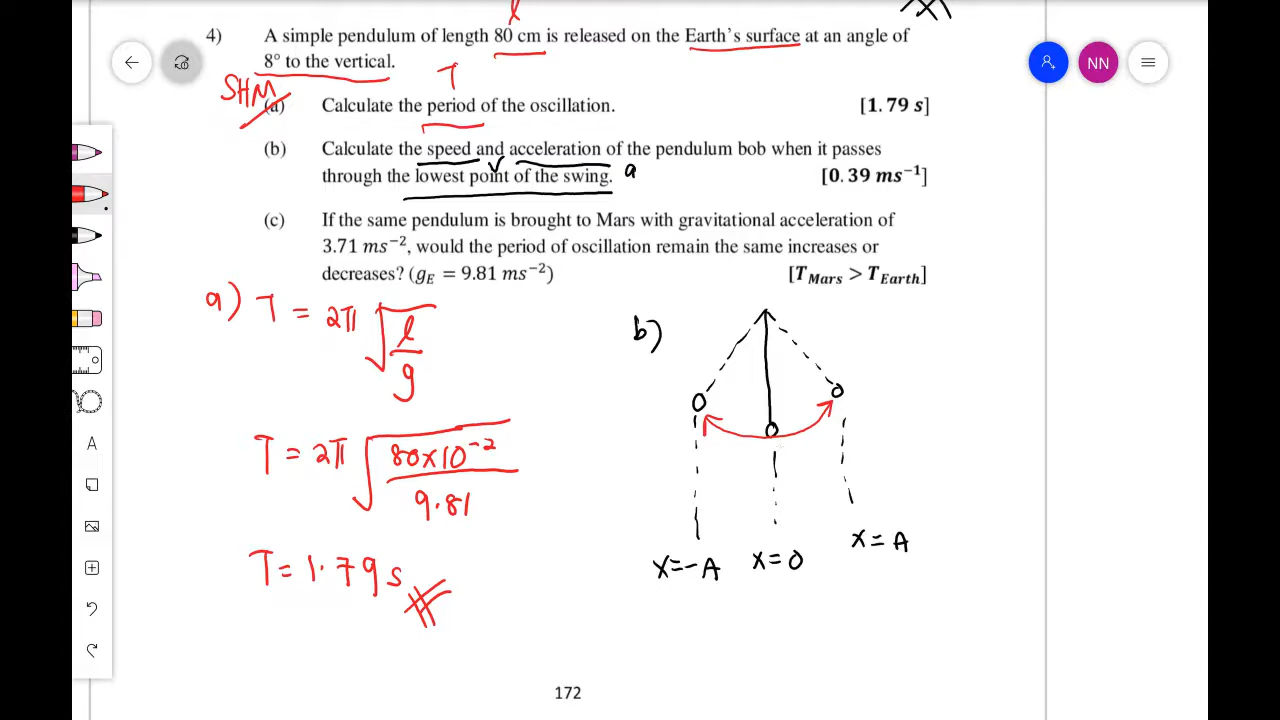 l
4) A simple pendulum of length 80 cm is released on the Earth's surface at an angle of
8° to the vertical.
T
SHM
(a) Calculate the period of the oscillation. [1.79 s]
(b) Calculate the speed and acceleration of the pendulum bob when it passes
v
through the lowest point of the swing. a [0.39 ms⁻¹]
(c) If the same pendulum is brought to Mars with gravitational acceleration of
3.71 ms⁻², would the period of oscillation remain the same increases or
decreases? (g_E = 9.81 ms⁻²) [T_Mars > T_Earth]
a) T = 2π √(l/g)
T = 2π √(80×10⁻²/9.81)
T = 1.79 s
b)
x=-A x=0 x=A
172
NN
A